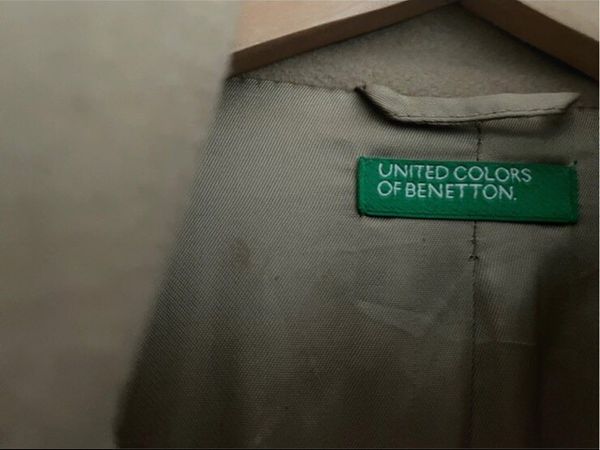 UNITED COLORS
OF BENETTON.